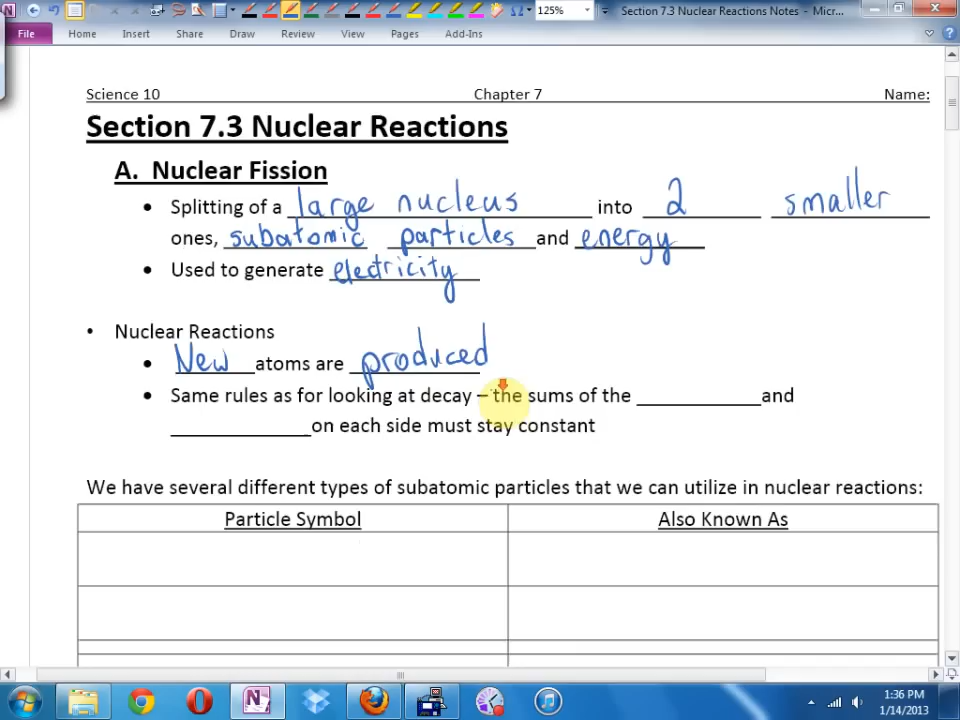 125%
Section 7.3 Nuclear Reactions Notes - Micr...
File Home Insert Share Draw Review View Pages Add-Ins
Science 10 Chapter 7 Name:
Section 7.3 Nuclear Reactions
A. Nuclear Fission
• Splitting of a large nucleus into 2 smaller
ones, subatomic particles and energy
• Used to generate electricity
• Nuclear Reactions
• New atoms are produced
• Same rules as for looking at decay – the sums of the ____________ and
_____________ on each side must stay constant
We have several different types of subatomic particles that we can utilize in nuclear reactions:
Particle Symbol Also Known As
1:36 PM
1/14/2013